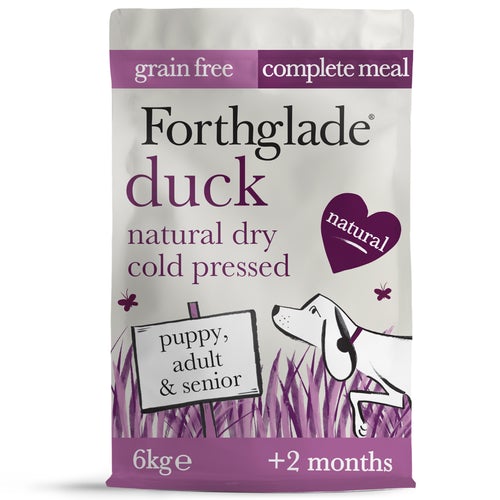 grain free complete meal
Forthglade®
duck
natural dry
cold pressed
natural
puppy,
adult
& senior
6kg℮ +2 months